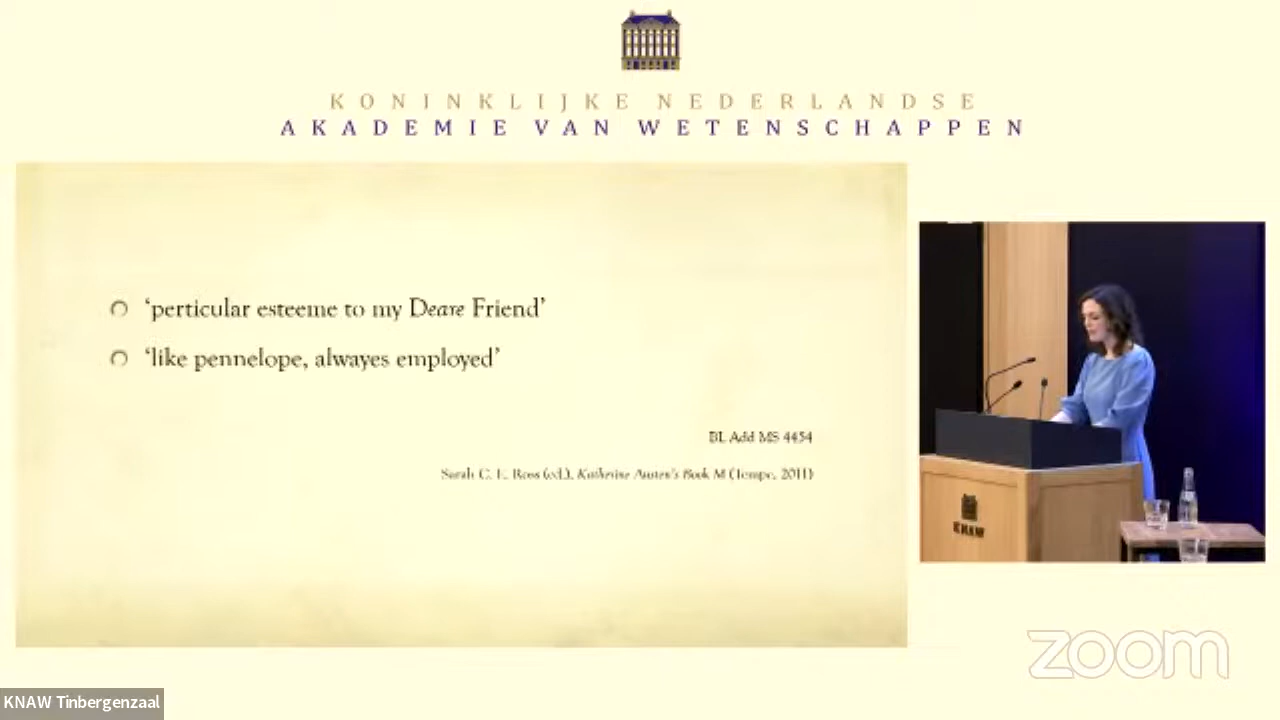 KONINKLIJKE NEDERLANDSE
AKADEMIE VAN WETENSCHAPPEN
‘perticular esteeme to my Deare Friend’
‘like pennelope, alwayes employed’
BL Add MS 4454
Sarah C. E. Ross (ed.), Katherine Austen's Book M (Tempe, 2011)
KNAW
zoom
KNAW Tinbergenzaal